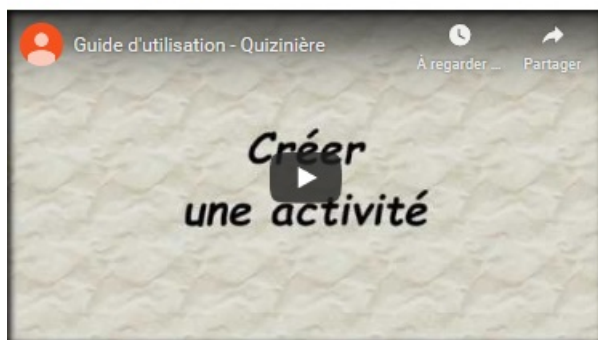 Guide d'utilisation - Quizinière
À regarder ...
Partager
Créer
une activité